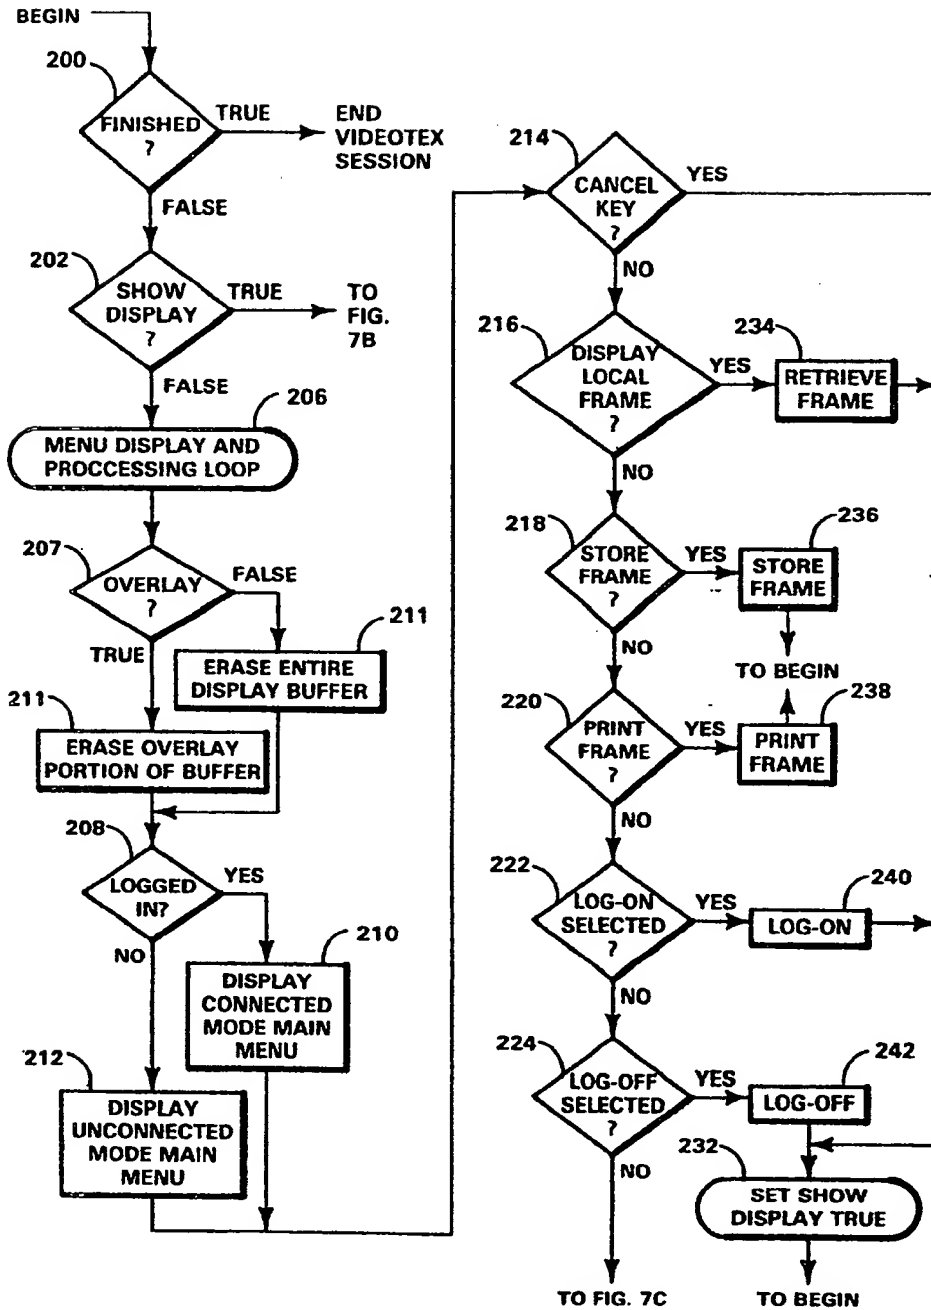 BEGIN
200
FINISHED
?
TRUE
END
VIDEOTEX
SESSION
FALSE
202
SHOW
DISPLAY
?
TRUE
TO
FIG.
7B
FALSE
206
MENU DISPLAY AND
PROCCESSING LOOP
207
OVERLAY
?
FALSE
TRUE
211
ERASE ENTIRE
DISPLAY BUFFER
211
ERASE OVERLAY
PORTION OF BUFFER
208
LOGGED
IN?
YES
NO
210
DISPLAY
CONNECTED
MODE MAIN
MENU
212
DISPLAY
UNCONNECTED
MODE MAIN
MENU
214
CANCEL
KEY
?
YES
NO
216
DISPLAY
LOCAL
FRAME
?
YES
234
RETRIEVE
FRAME
NO
218
STORE
FRAME
?
YES
236
STORE
FRAME
NO
TO BEGIN
220
PRINT
FRAME
?
YES
238
PRINT
FRAME
NO
222
LOG-ON
SELECTED
?
YES
240
LOG-ON
NO
224
LOG-OFF
SELECTED
?
YES
242
LOG-OFF
NO
232
SET SHOW
DISPLAY TRUE
TO FIG. 7C
TO BEGIN